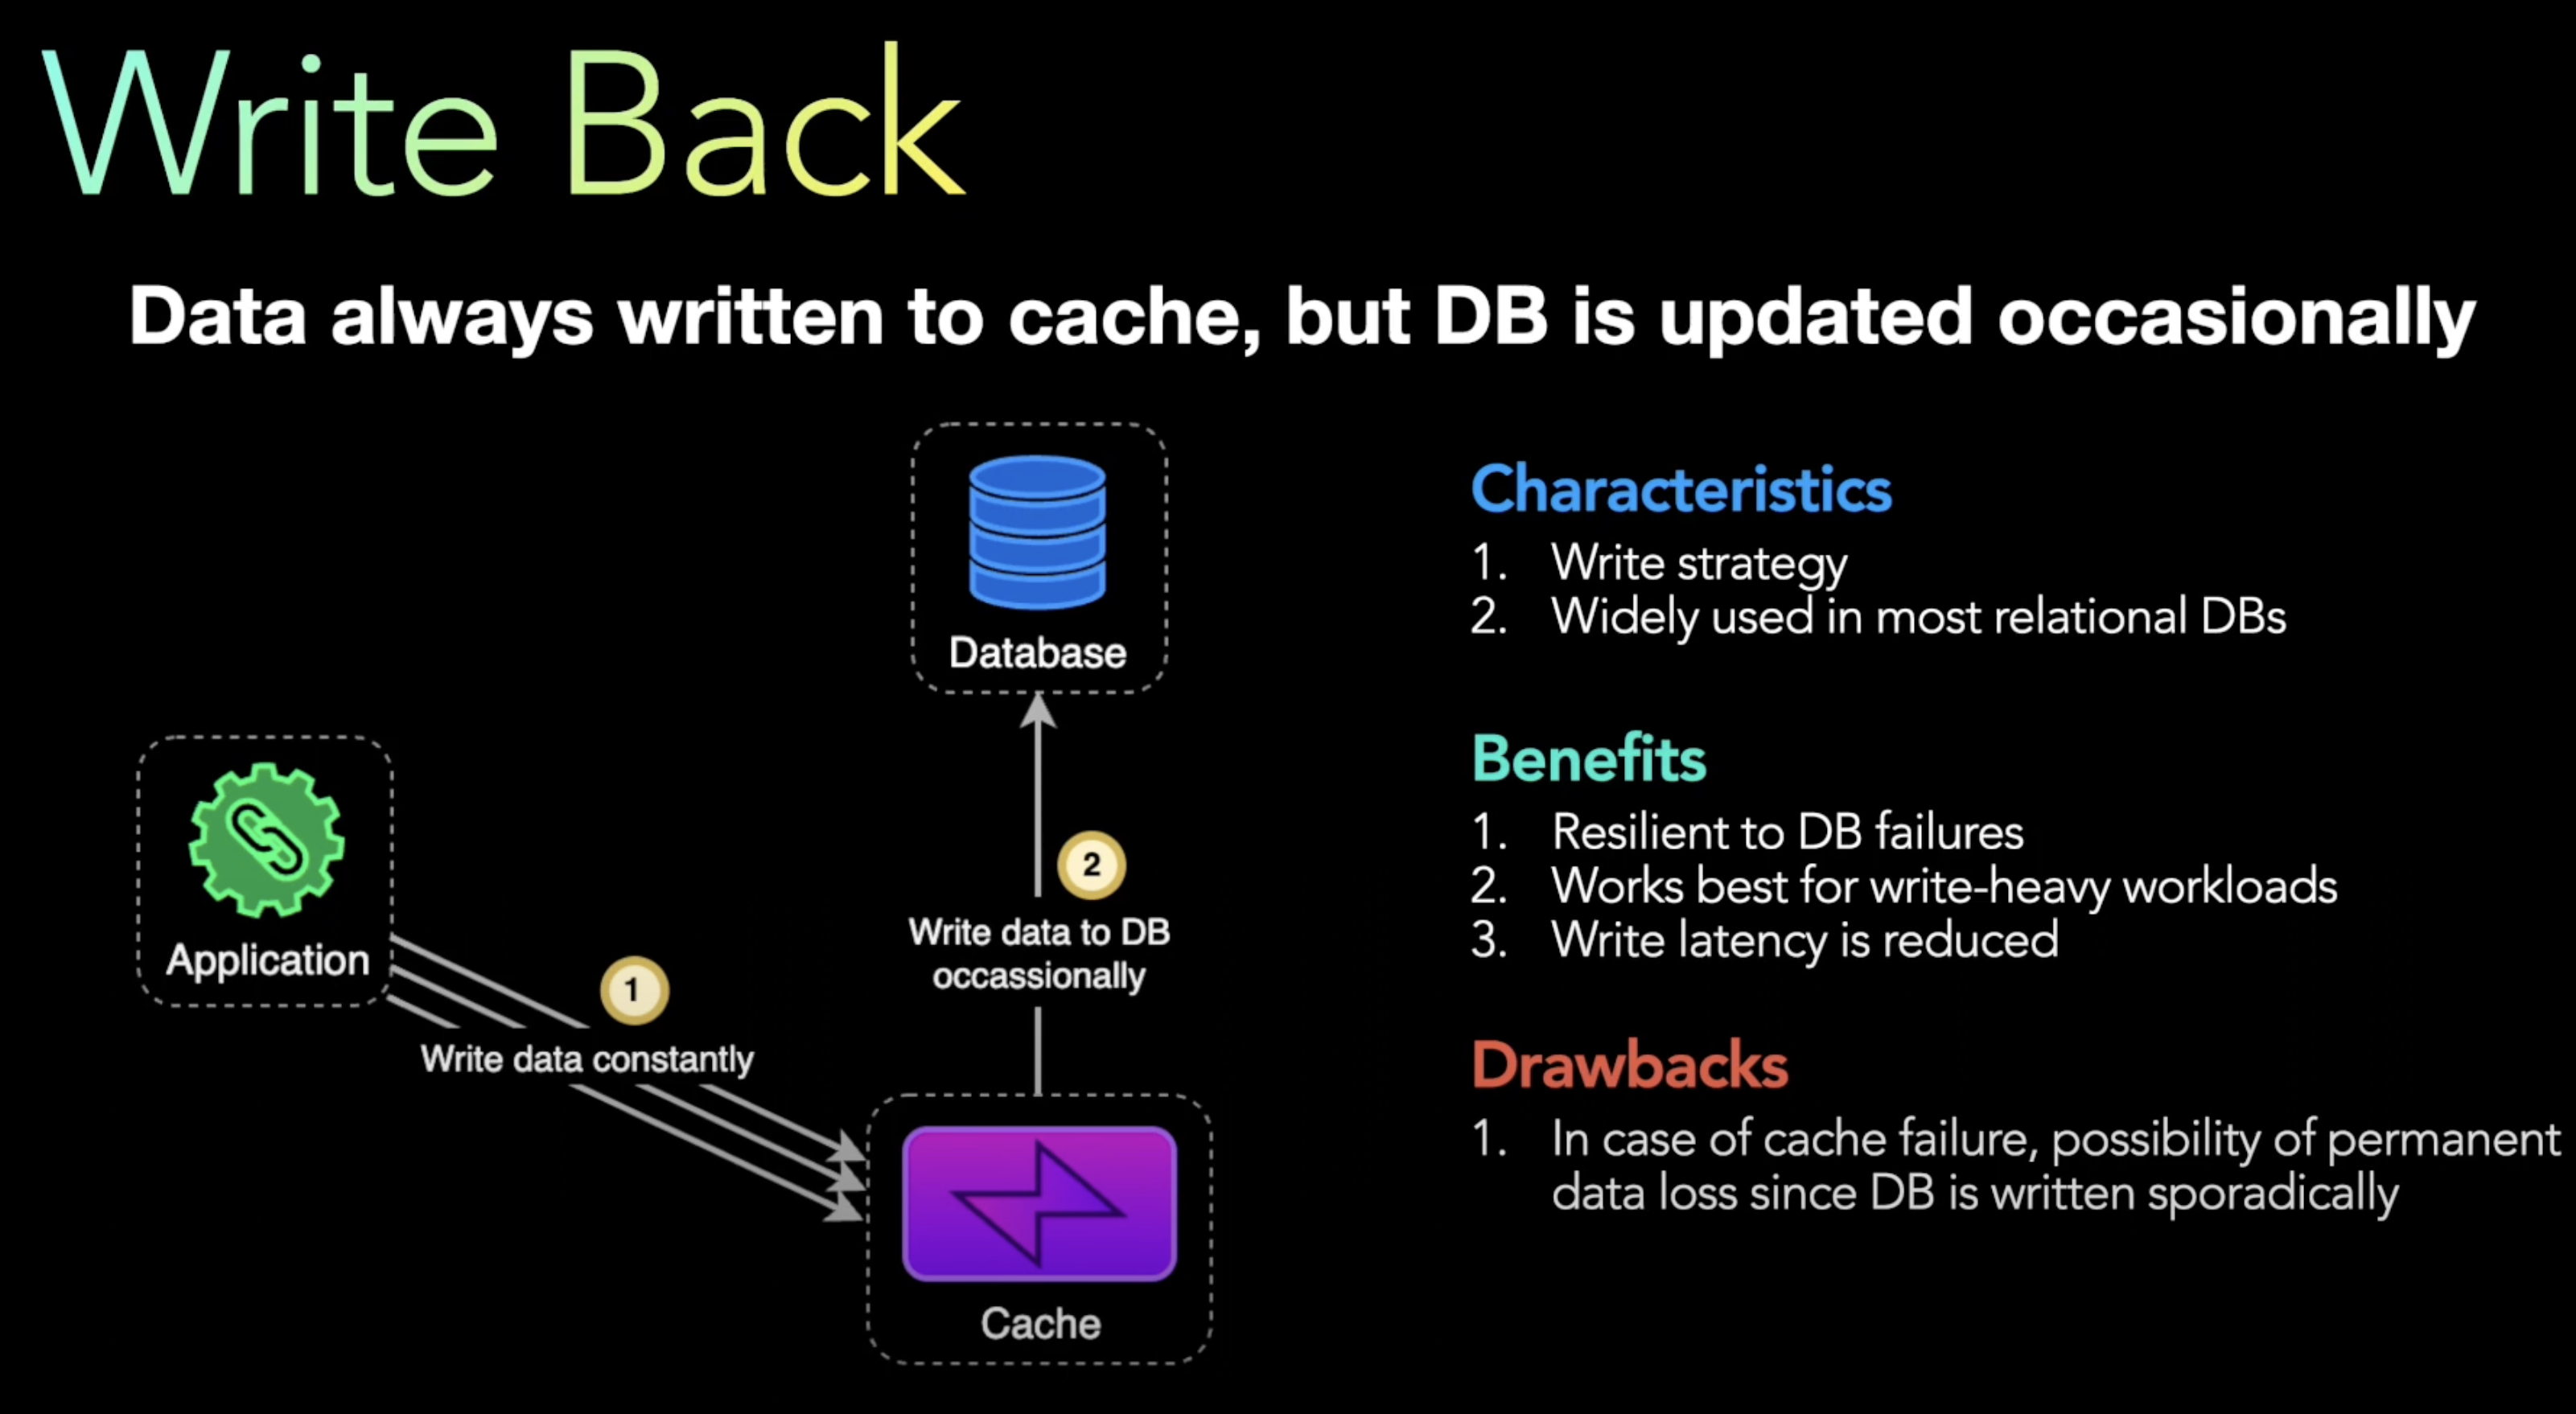 Write Back
Data always written to cache, but DB is updated occasionally
Database
Application
1
Write data constantly
2
Write data to DB
occassionally
Cache
Characteristics
1. Write strategy
2. Widely used in most relational DBs
Benefits
1. Resilient to DB failures
2. Works best for write-heavy workloads
3. Write latency is reduced
Drawbacks
1. In case of cache failure, possibility of permanent
data loss since DB is written sporadically